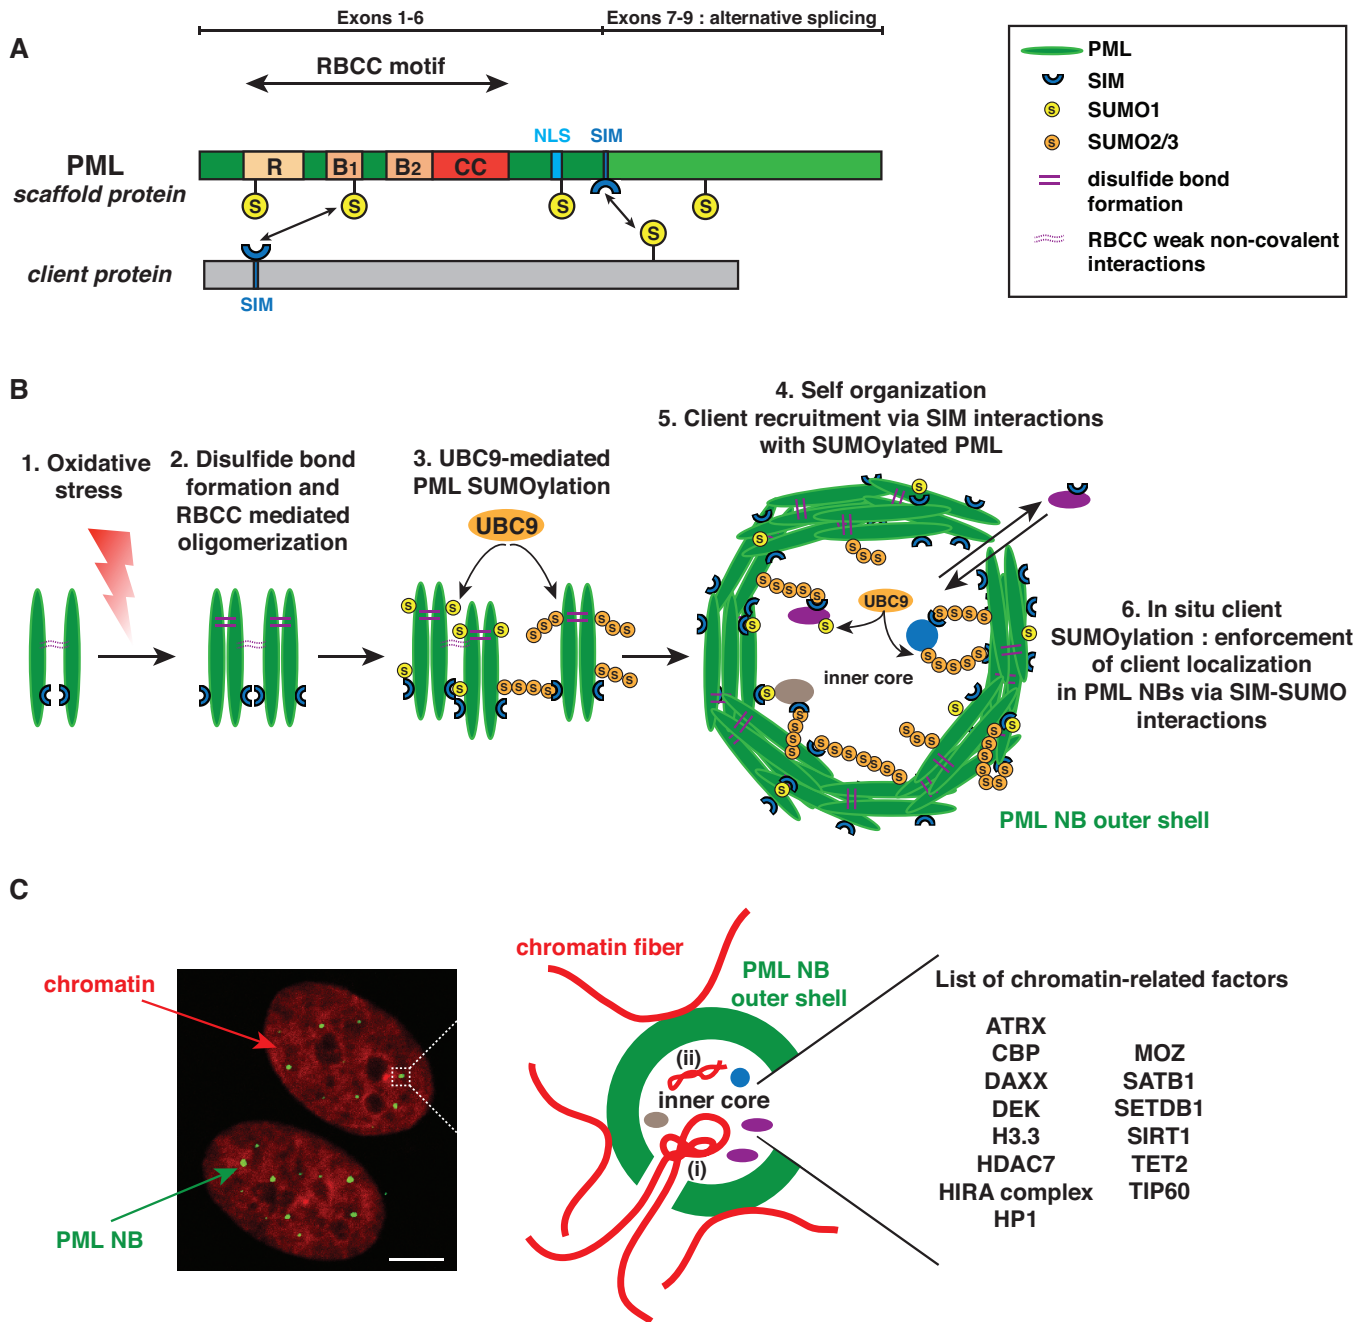 Exons 1-6
Exons 7-9 : alternative splicing
A
RBCC motif
NLS
SIM
PML
scaffold protein
R
B1
B2
CC
S
S
S
S
S
client protein
SIM
PML
SIM
S
SUMO1
S
SUMO2/3
disulfide bond
formation
RBCC weak non-covalent
interactions
B
1. Oxidative
stress
2. Disulfide bond
formation and
RBCC mediated
oligomerization
3. UBC9-mediated
PML SUMOylation
UBC9
4. Self organization
5. Client recruitment via SIM interactions
with SUMOylated PML
UBC9
inner core
6. In situ client
SUMOylation : enforcement
of client localization
in PML NBs via SIM-SUMO
interactions
PML NB outer shell
C
chromatin
PML NB
chromatin fiber
PML NB
outer shell
(ii)
inner core
(i)
List of chromatin-related factors
ATRX
CBP
DAXX
DEK
H3.3
HDAC7
HIRA complex
HP1
MOZ
SATB1
SETDB1
SIRT1
TET2
TIP60